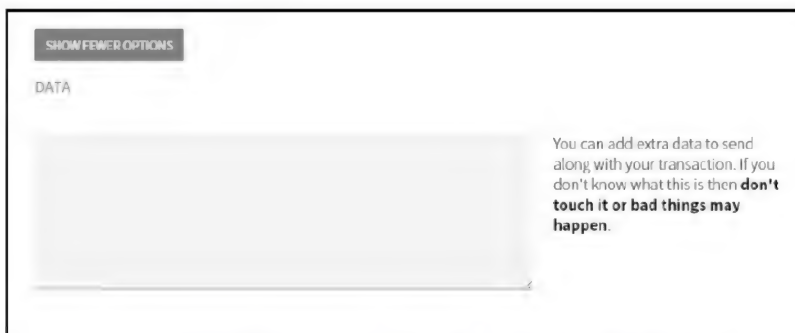 SHOW FEWER OPTIONS
DATA
You can add extra data to send
along with your transaction. If you
don't know what this is then don't
touch it or bad things may
happen.